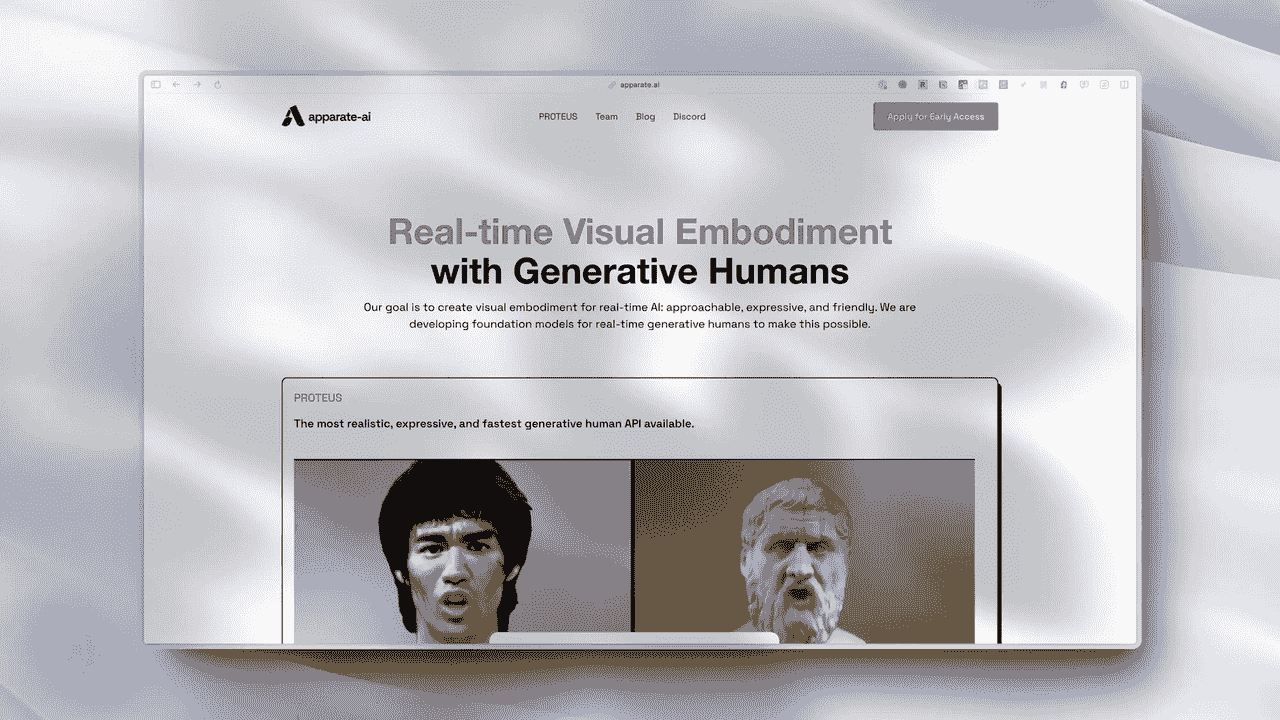 apparate.ai
apparate-ai
PROTEUS
Team
Blog
Discord
Apply for Early Access
Real-time Visual Embodiment
with Generative Humans
Our goal is to create visual embodiment for real-time AI: approachable, expressive, and friendly. We are
developing foundation models for real-time generative humans to make this possible.
PROTEUS
The most realistic, expressive, and fastest generative human API available.